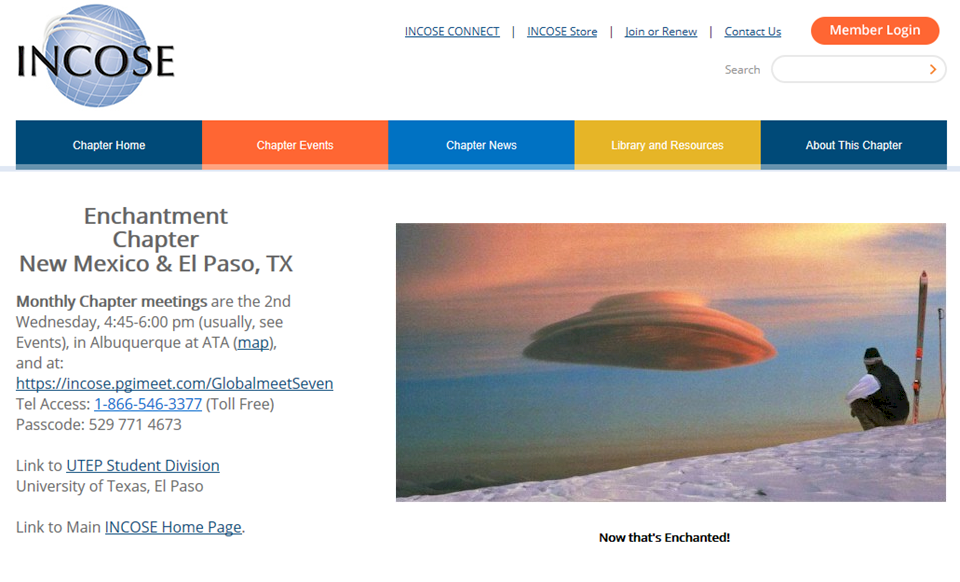 INCOSE
INCOSE CONNECT | INCOSE Store | Join or Renew | Contact Us
Member Login
Search
Chapter Home
Chapter Events
Chapter News
Library and Resources
About This Chapter
Enchantment
Chapter
New Mexico & El Paso, TX
Monthly Chapter meetings are the 2nd
Wednesday, 4:45-6:00 pm (usually, see
Events), in Albuquerque at ATA (map),
and at:
https://incose.pgimeet.com/GlobalmeetSeven
Tel Access: 1-866-546-3377 (Toll Free)
Passcode: 529 771 4673
Link to UTEP Student Division
University of Texas, El Paso
Link to Main INCOSE Home Page.
Now that's Enchanted!